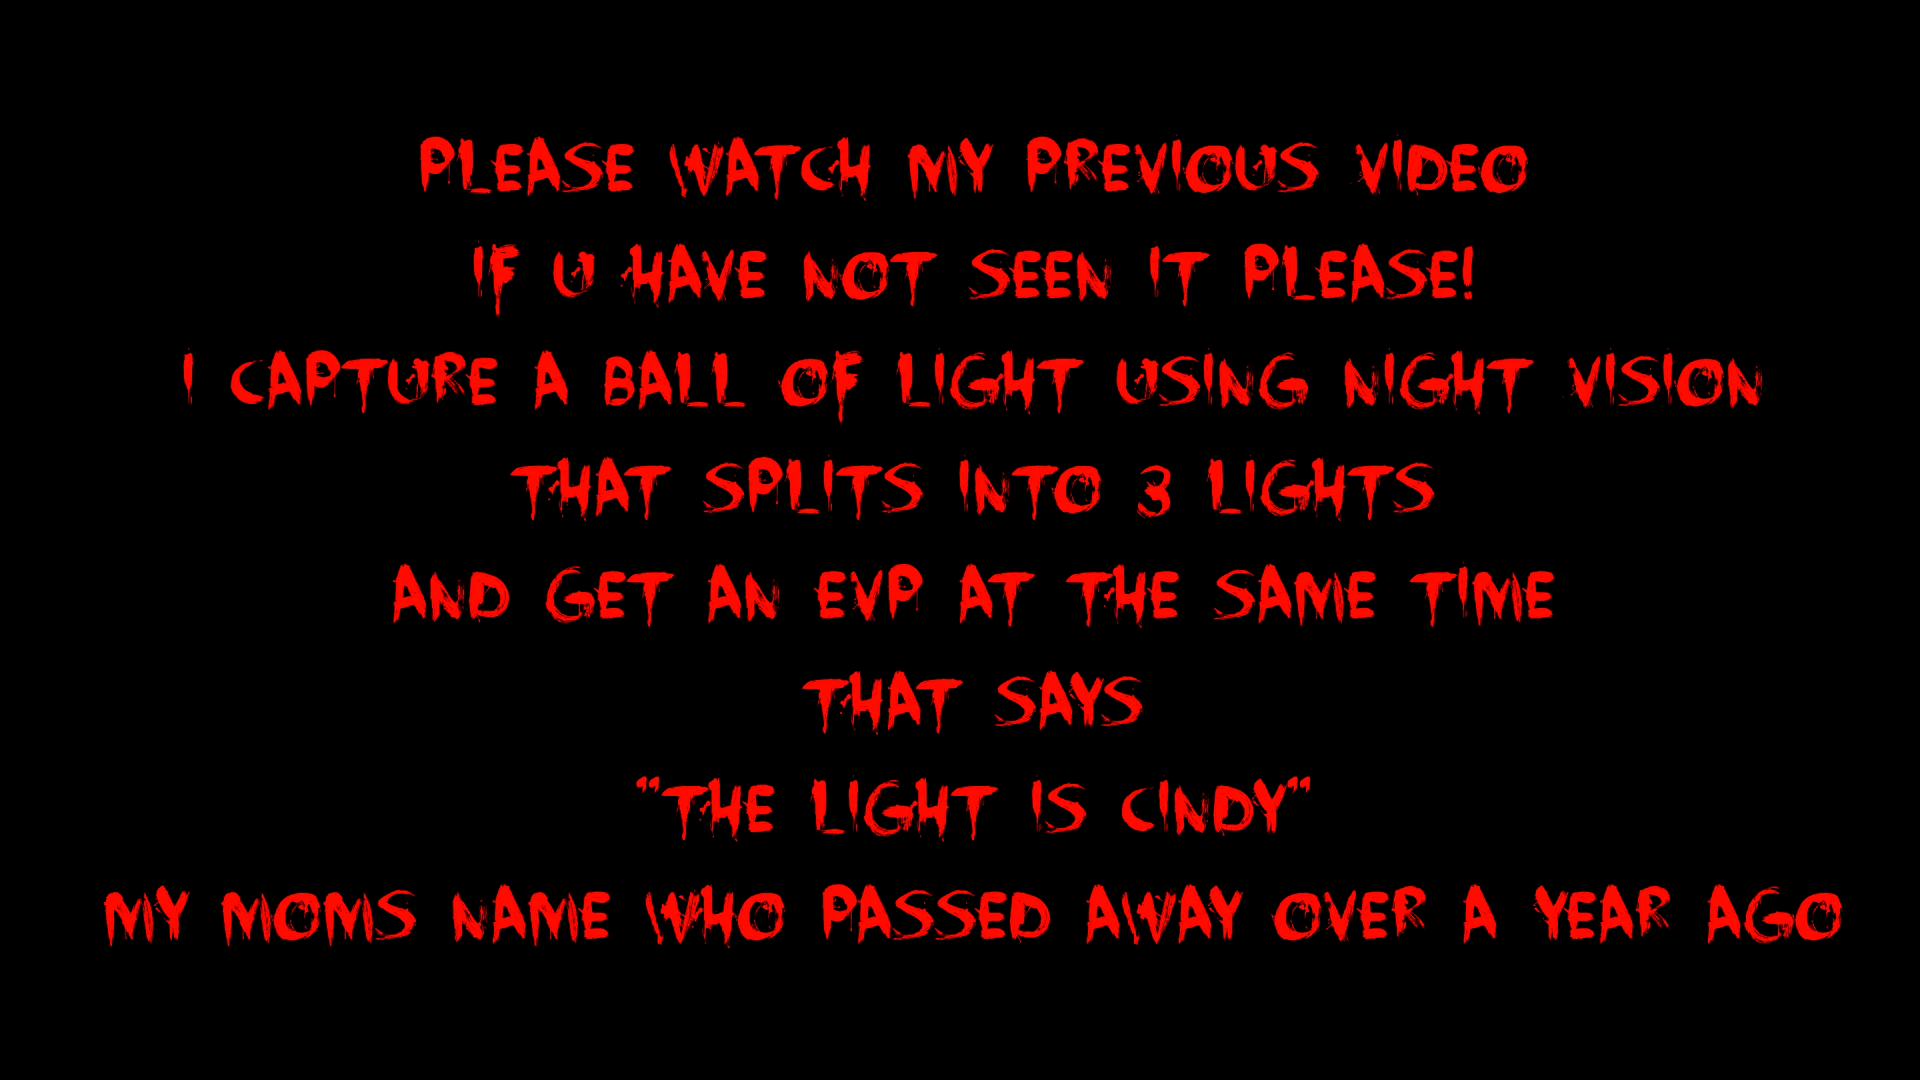 PLEASE WATCH MY PREVIOUS VIDEO
IF U HAVE NOT SEEN IT PLEASE!
I CAPTURE A BALL OF LIGHT USING NIGHT VISION
THAT SPLITS INTO 3 LIGHTS
AND GET AN EVP AT THE SAME TIME
THAT SAYS
"THE LIGHT IS CINDY"
MY MOMS NAME WHO PASSED AWAY OVER A YEAR AGO